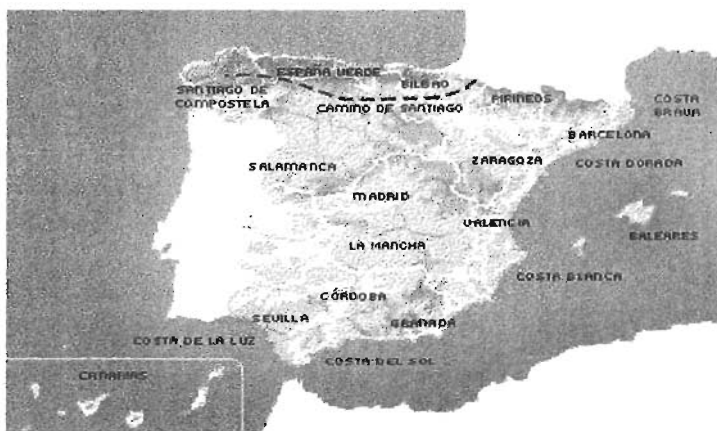 ESPAÑA VERDE
BILBAO
SANTIAGO DE
COMPOSTELA
CAMINO DE SANTIAGO
PIRINEOS
COSTA
BRAVA
BARCELONA
SALAMANCA
ZARAGOZA
COSTA DORADA
MADRID
VALENCIA
BALEARES
LA MANCHA
COSTA BLANCA
CÓRDOBA
SEVILLA
GRANADA
COSTA DE LA LUZ
COSTA DEL SOL
CANARIAS